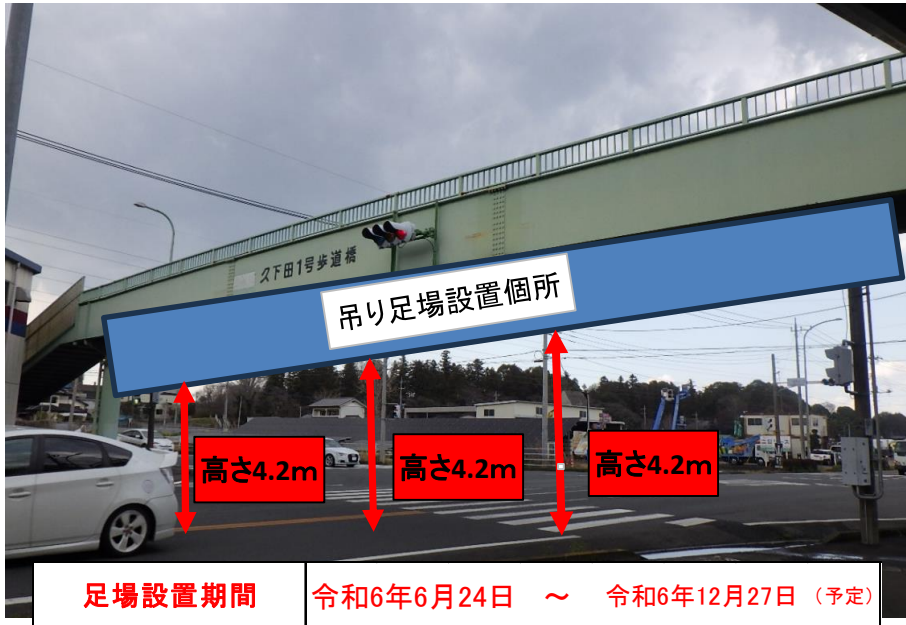 久下田1号歩道橋
吊り足場設置個所
高さ4.2m
高さ4.2m
高さ4.2m
足場設置期間
令和6年6月24日 ～ 令和6年12月27日（予定）